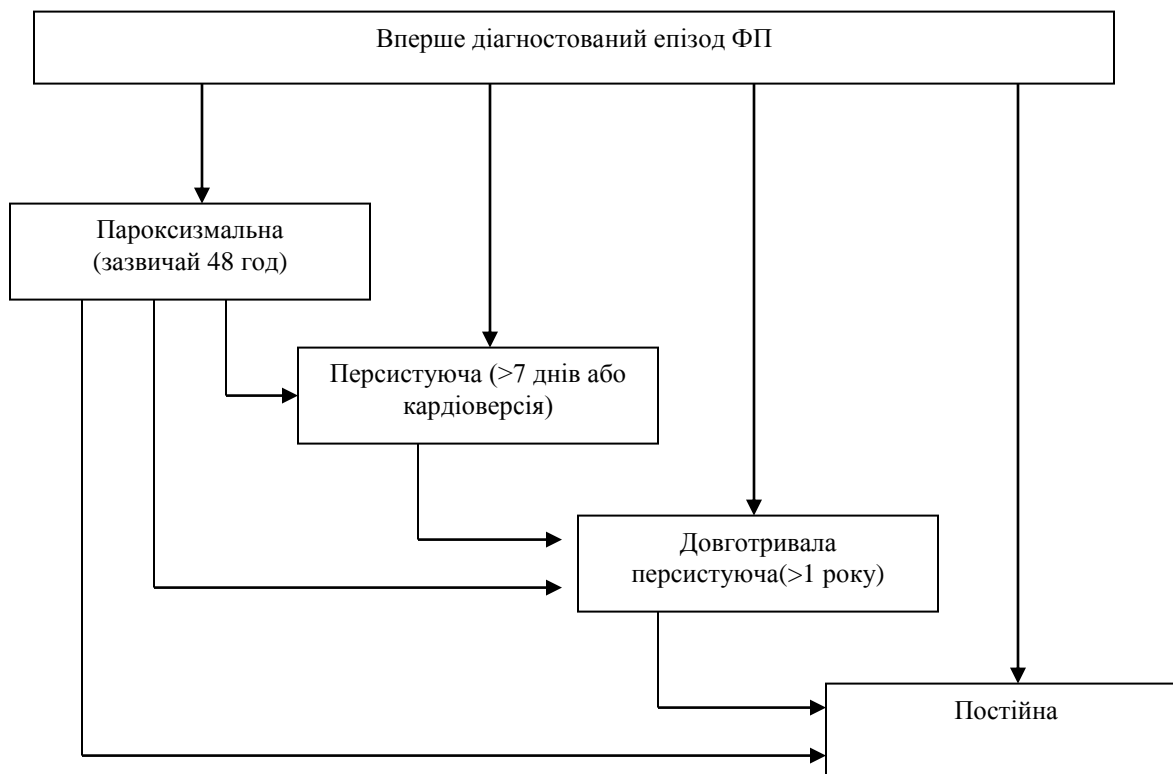 Вперше діагностований епізод ФП
Пароксизмальна
(зазвичай 48 год)
Персистуюча (>7 днів або
кардіоверсія)
Довготривала
персистуюча(>1 року)
Постійна